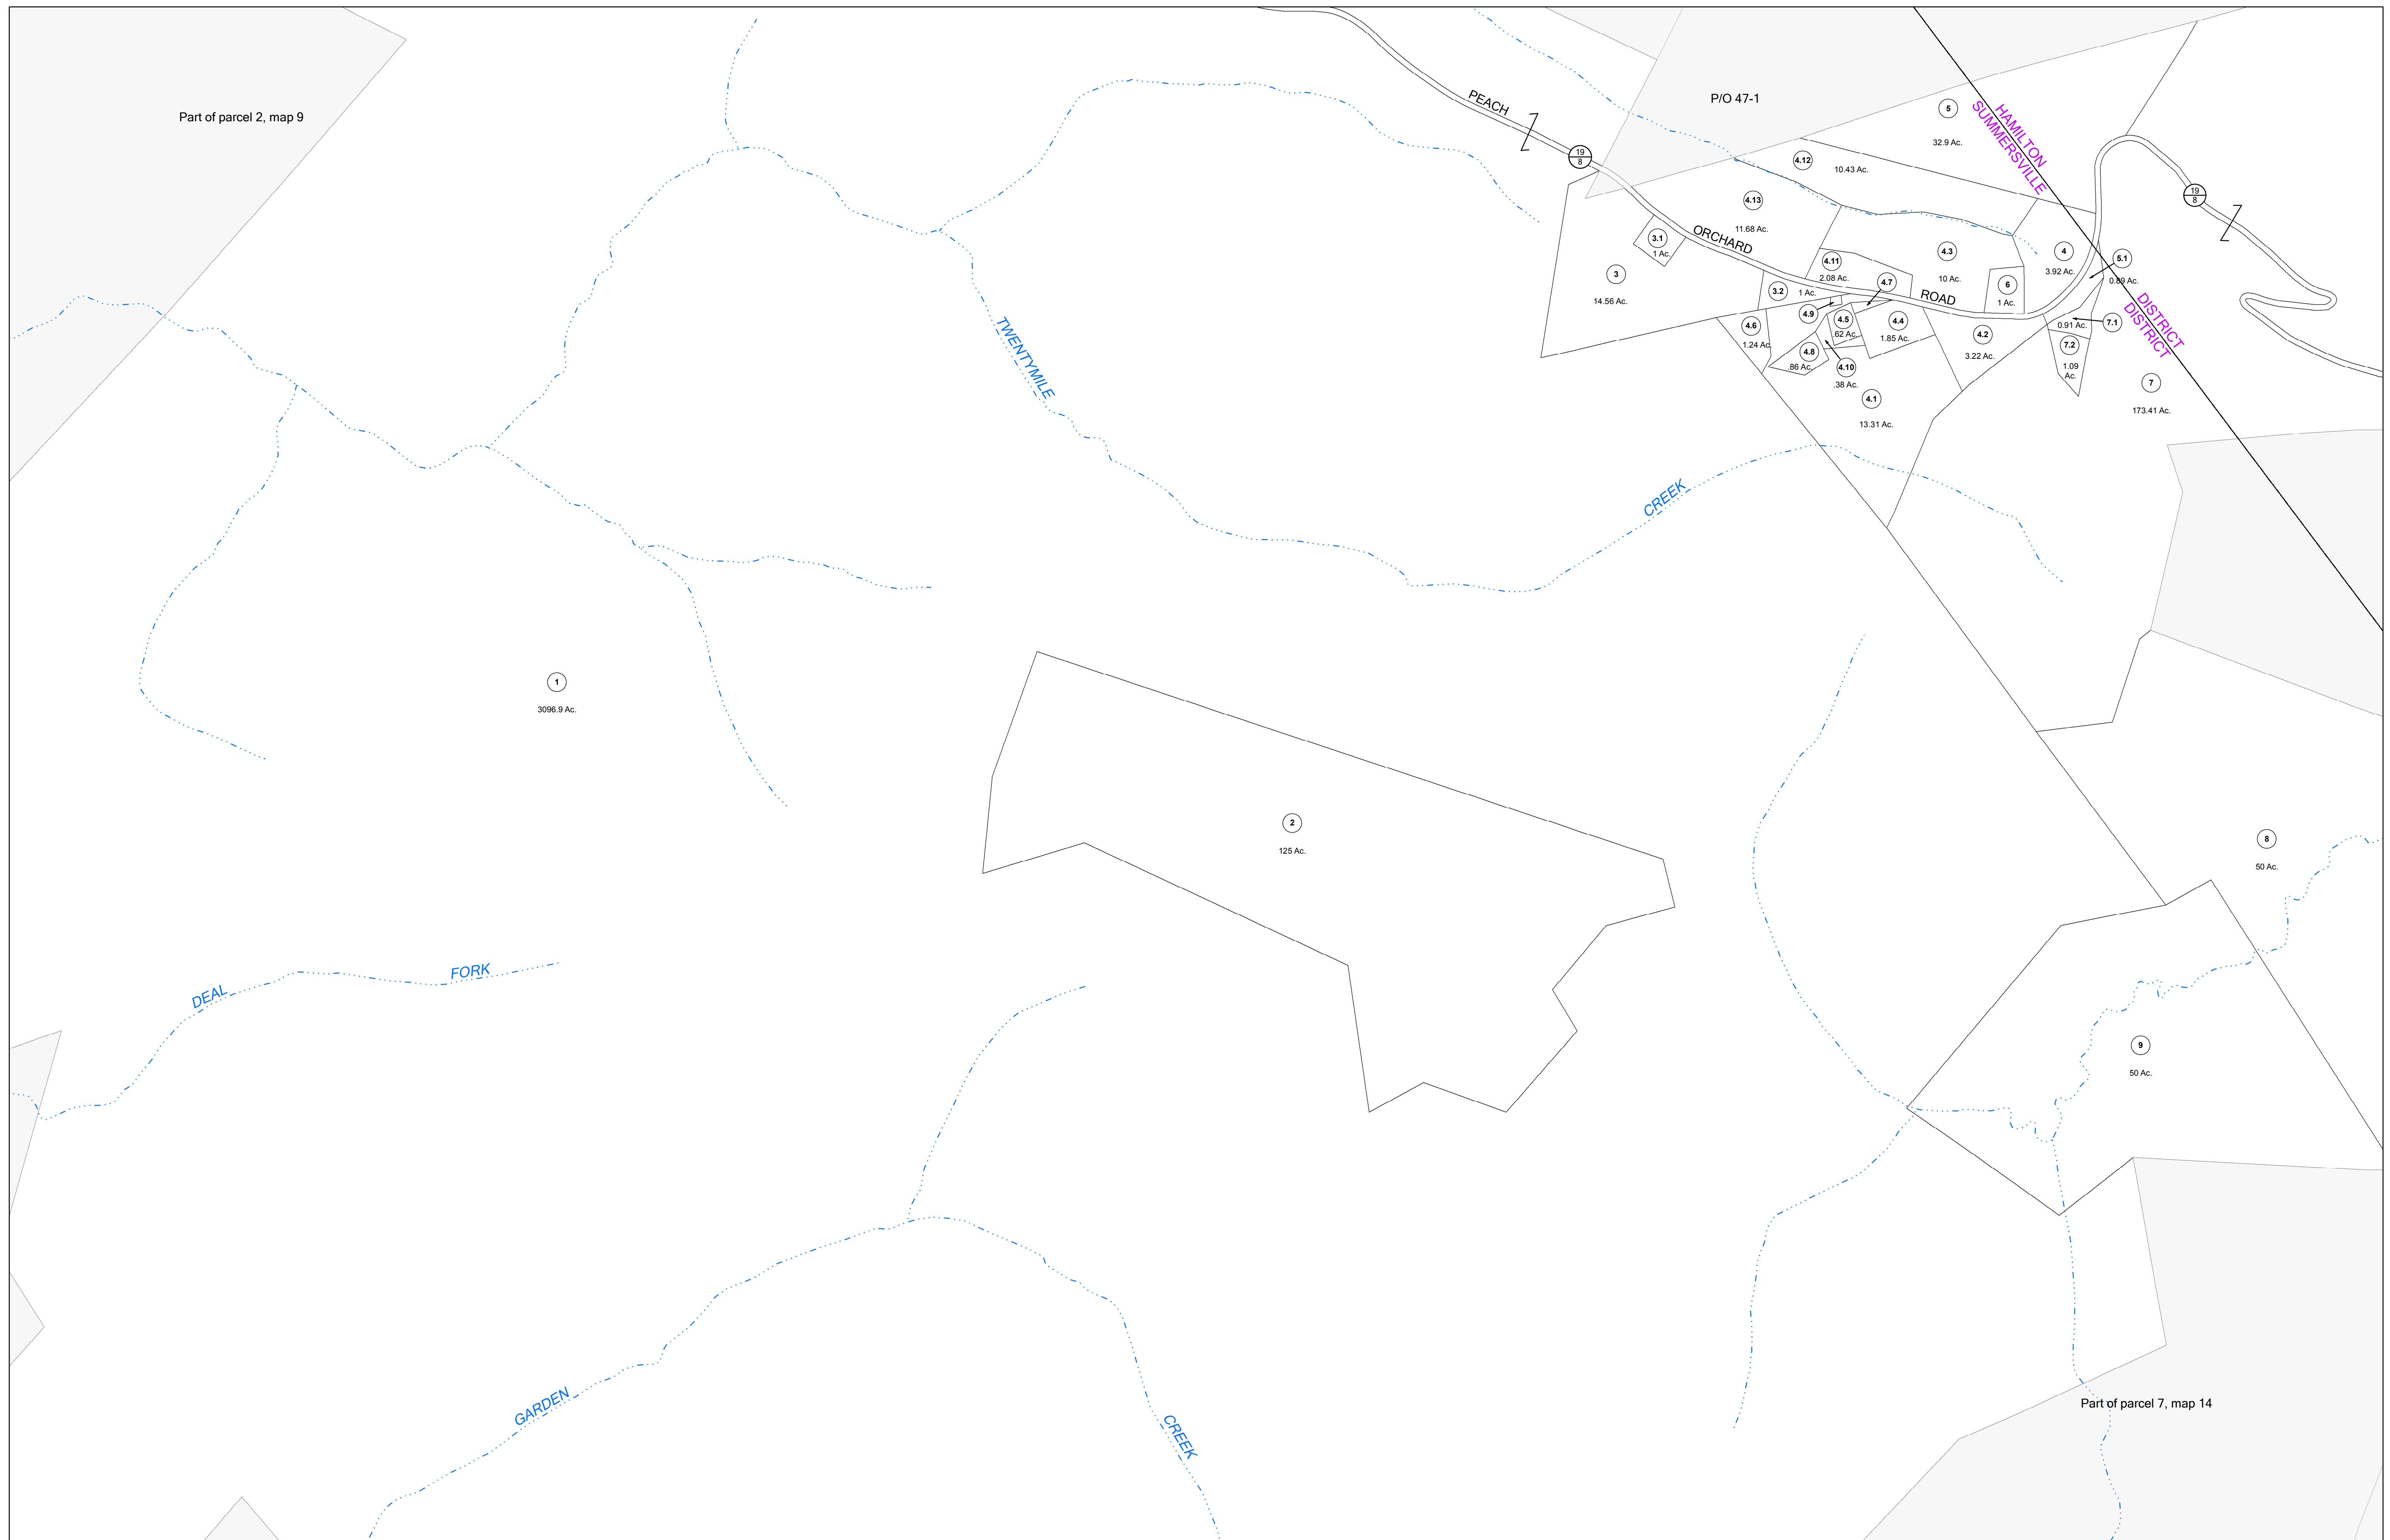 Part of parcel 2, map 9
PEACH
19
8
P/O 47-1
5
32.9 Ac.
HAMILTON
SUMMERSVILLE
4.12
10.43 Ac.
4.13
11.68 Ac.
19
8
3.1
1 Ac.
ORCHARD
3
14.56 Ac.
4.11
2.08 Ac.
4.3
10 Ac.
4
3.92 Ac.
5.1
0.89 Ac.
3.2
1 Ac.
4.7
6
1 Ac.
ROAD
DISTRICT
DISTRICT
4.9
4.6
1.24 Ac.
4.5
.62 Ac.
4.4
1.85 Ac.
4.2
3.22 Ac.
0.91 Ac.
7.1
7.2
1.09
Ac.
4.8
.86 Ac.
4.10
.38 Ac.
4.1
13.31 Ac.
7
173.41 Ac.
TWENTYMILE
CREEK
1
3096.9 Ac.
2
125 Ac.
8
50 Ac.
DEAL
FORK
9
50 Ac.
GARDEN
CREEK
Part of parcel 7, map 14